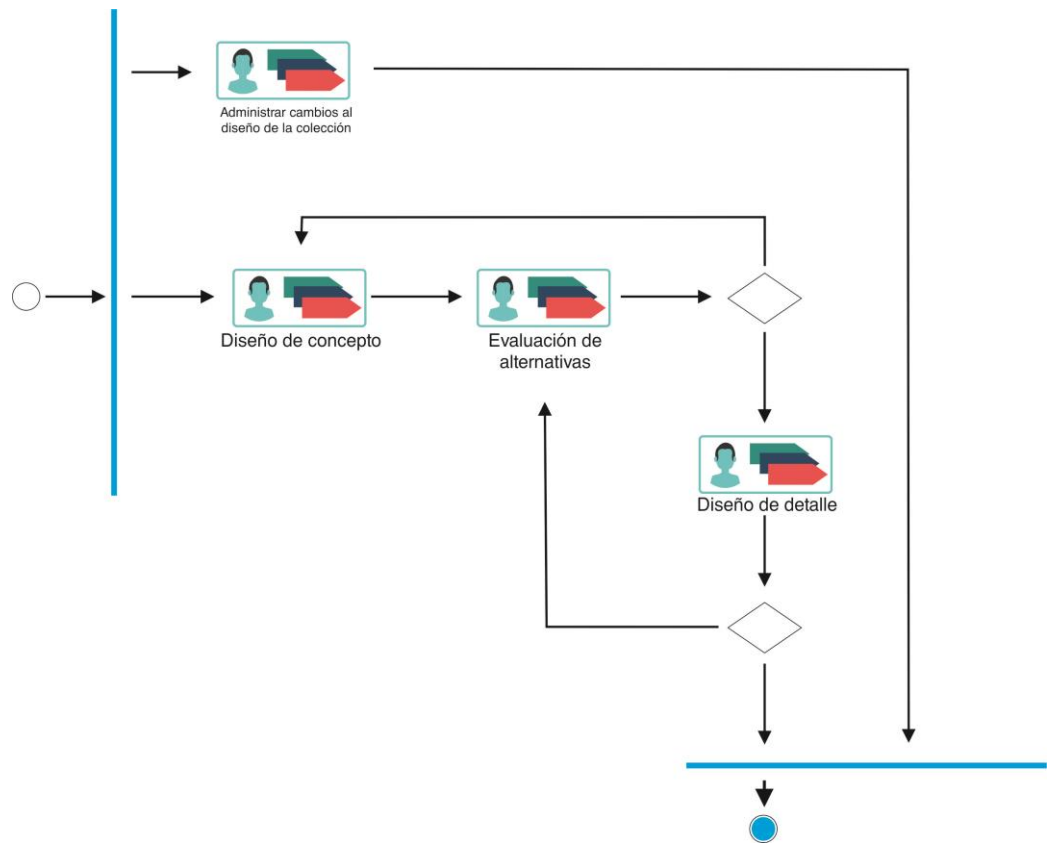 Administrar cambios al
diseño de la colección
Diseño de concepto
Evaluación de
alternativas
Diseño de detalle